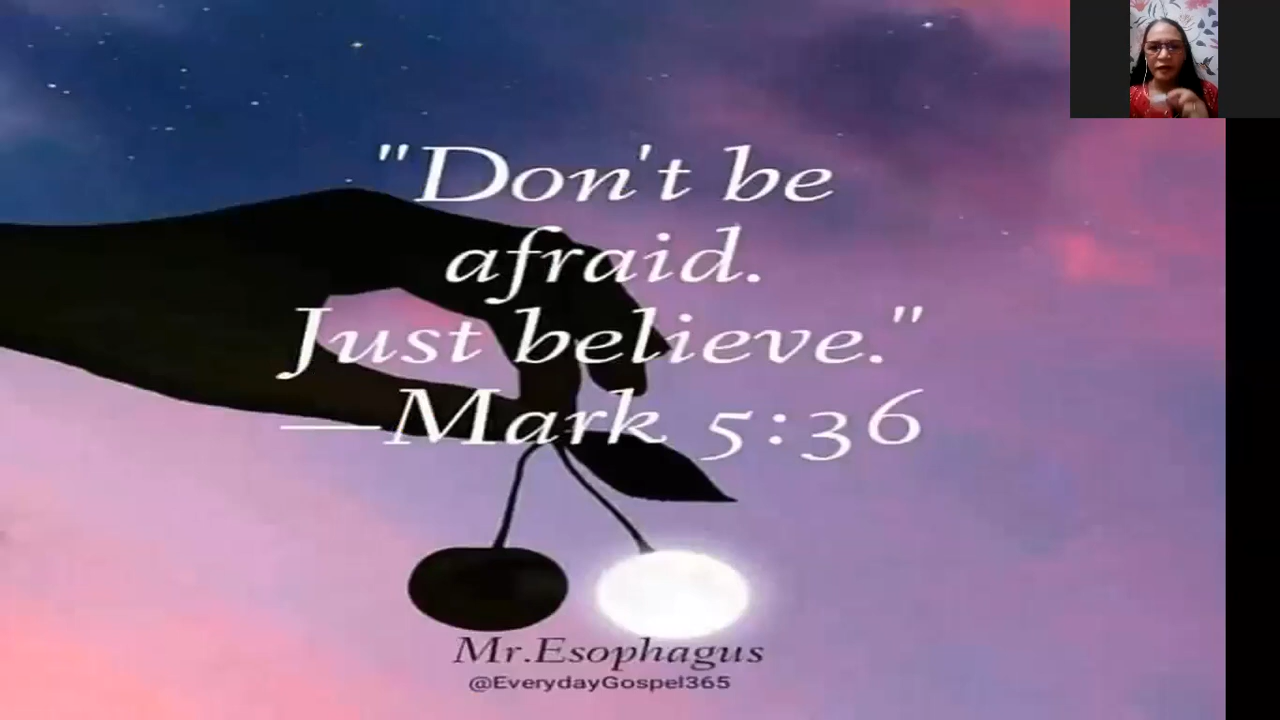 "Don't be
afraid.
Just believe."
—Mark 5:36
Mr.Esophagus
@EverydayGospel365